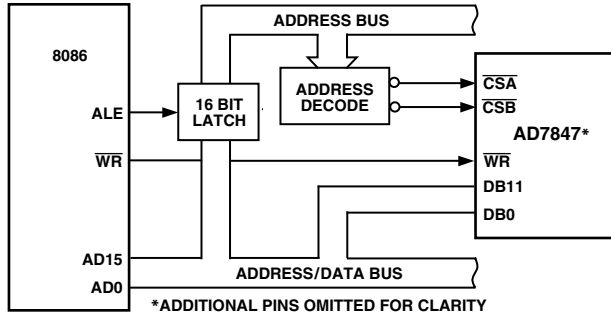 ADDRESS BUS
8086
16 BIT
LATCH
ADDRESS
DECODE
CSA
CSB
AD7847*
ALE
WR
WR
DB11
DB0
AD15
AD0
ADDRESS/DATA BUS
*ADDITIONAL PINS OMITTED FOR CLARITY